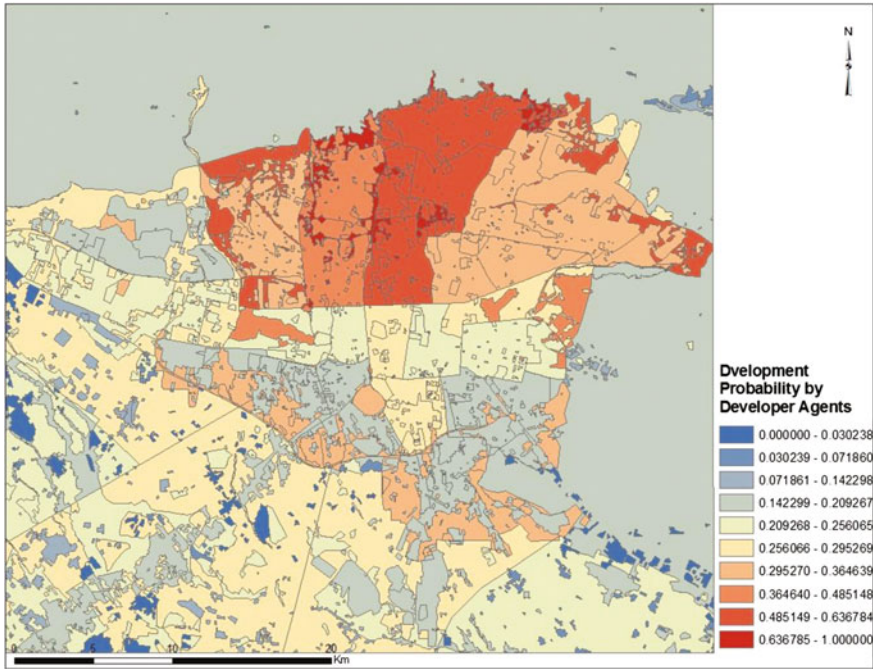 N
Dvelopment
Probability by
Developer Agents
0.000000 - 0.030238
0.030239 - 0.071860
0.071861 - 0.142298
0.142299 - 0.209267
0.209268 - 0.256065
0.256066 - 0.295269
0.295270 - 0.364639
0.364640 - 0.485148
0.485149 - 0.636784
0.636785 - 1.000000
0 5 10 20
Km